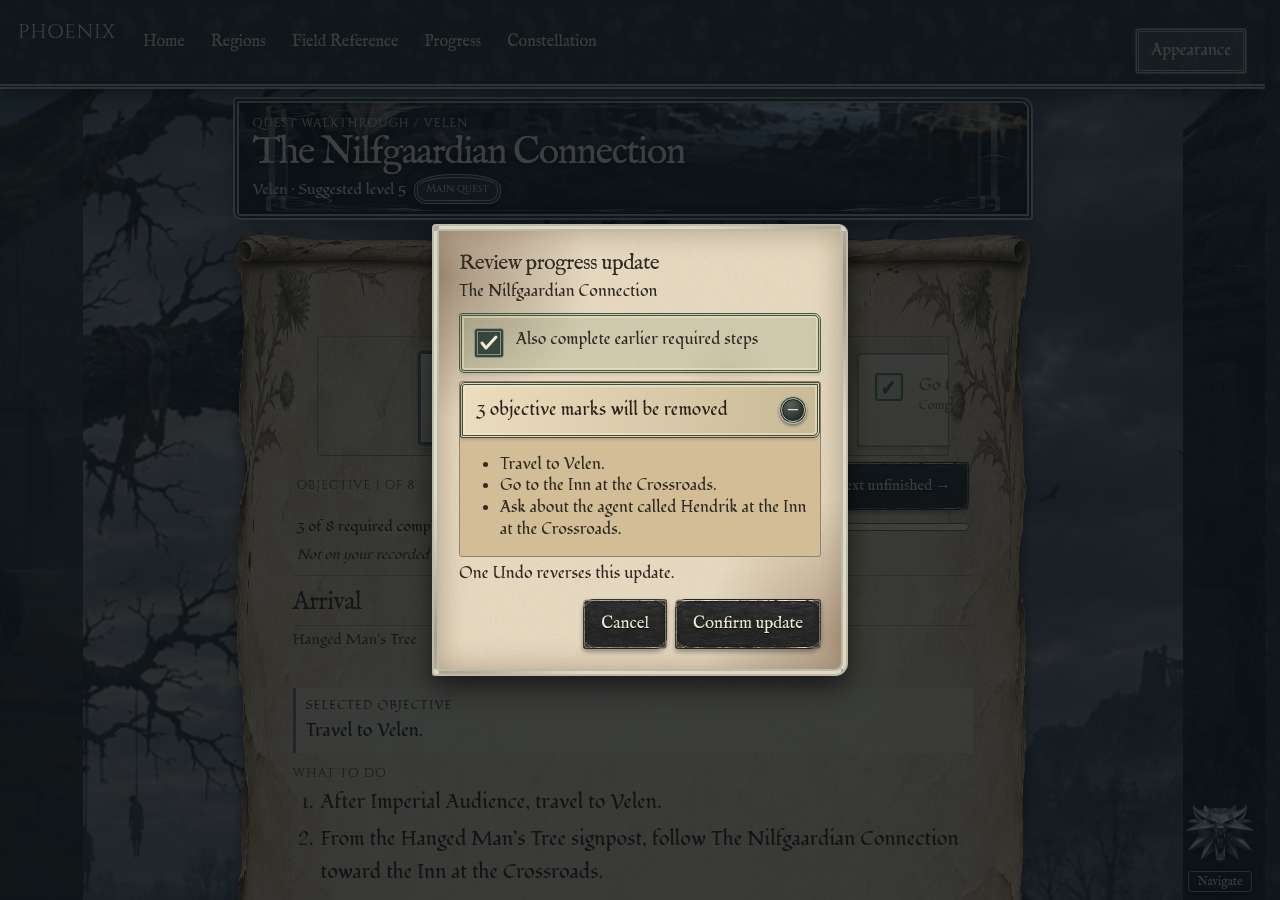 PHOENIX
Home
Regions
Field Reference
Progress
Constellation
Appearance
QUEST WALKTHROUGH / VELEN
The Nilfgaardian Connection
Velen · Suggested level 5
MAIN QUEST
Review progress update
The Nilfgaardian Connection
Also complete earlier required steps
3 objective marks will be removed
• Travel to Velen.
• Go to the Inn at the Crossroads.
• Ask about the agent called Hendrik at the Inn
at the Crossroads.
One Undo reverses this update.
Cancel
Confirm update
Go
OBJECTIVE 1 OF 8
unfinished →
3 of 8 required
Not on your recorded
Arrival
Hanged Man's Tree
SELECTED OBJECTIVE
Travel to Velen.
WHAT TO DO
1. After Imperial Audience, travel to Velen.
2. From the Hanged Man's Tree signpost, follow The Nilfgaardian Connection
toward the Inn at the Crossroads.
Navigate